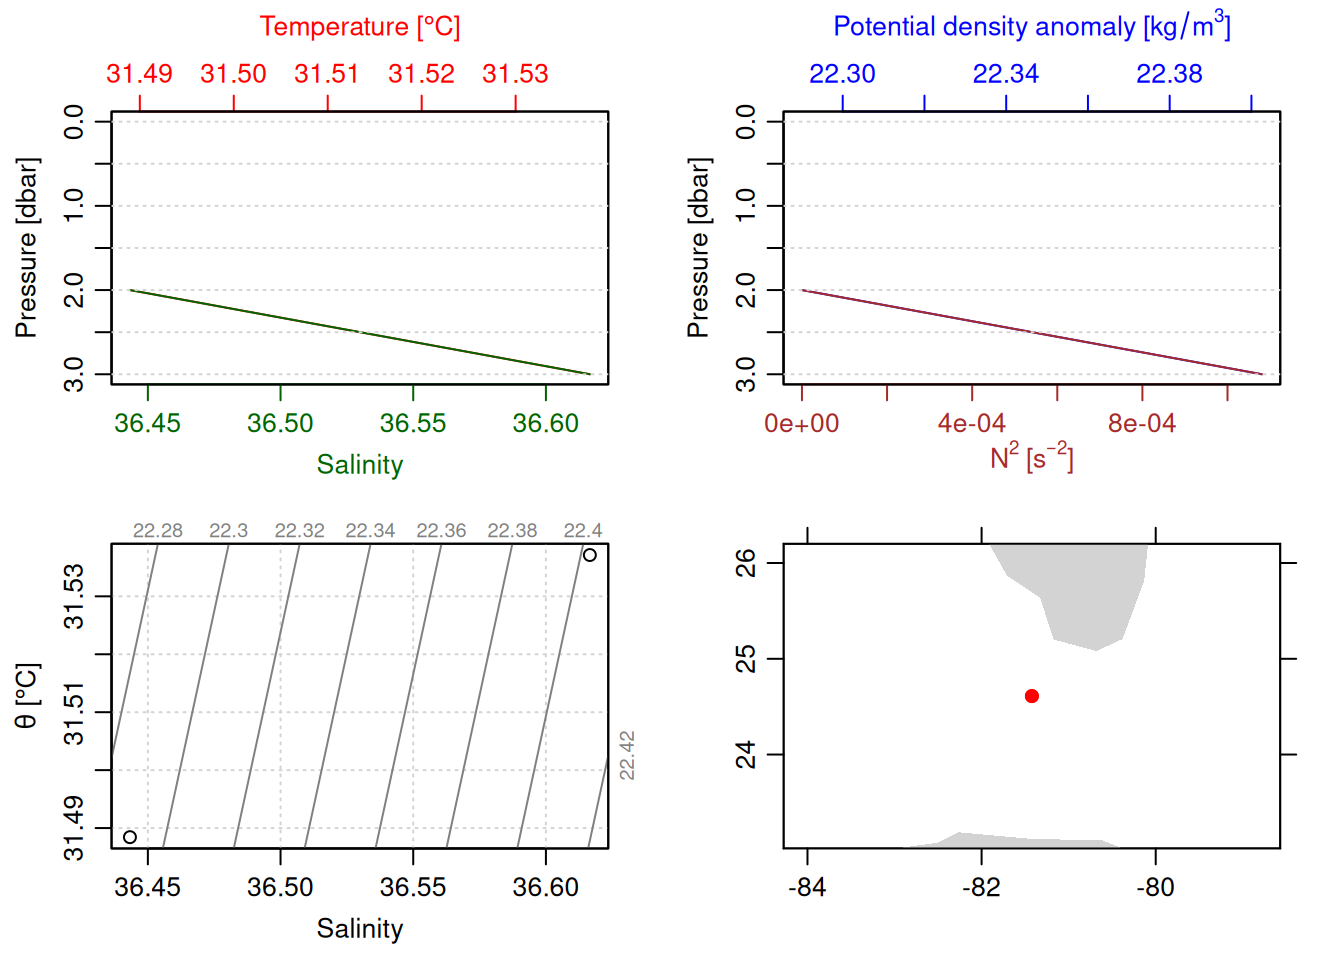 Temperature [°C]
31.49 31.50 31.51 31.52 31.53
Pressure [dbar]
0.0 1.0 2.0 3.0
36.45 36.50 36.55 36.60
Salinity
Potential density anomaly [kg/m³]
22.30 22.34 22.38
Pressure [dbar]
0.0 1.0 2.0 3.0
0e+00 4e-04 8e-04
N² [s⁻²]
22.28 22.3 22.32 22.34 22.36 22.38 22.4
22.42
θ [°C]
31.49 31.51 31.53
36.45 36.50 36.55 36.60
Salinity
26
25
24
-84 -82 -80